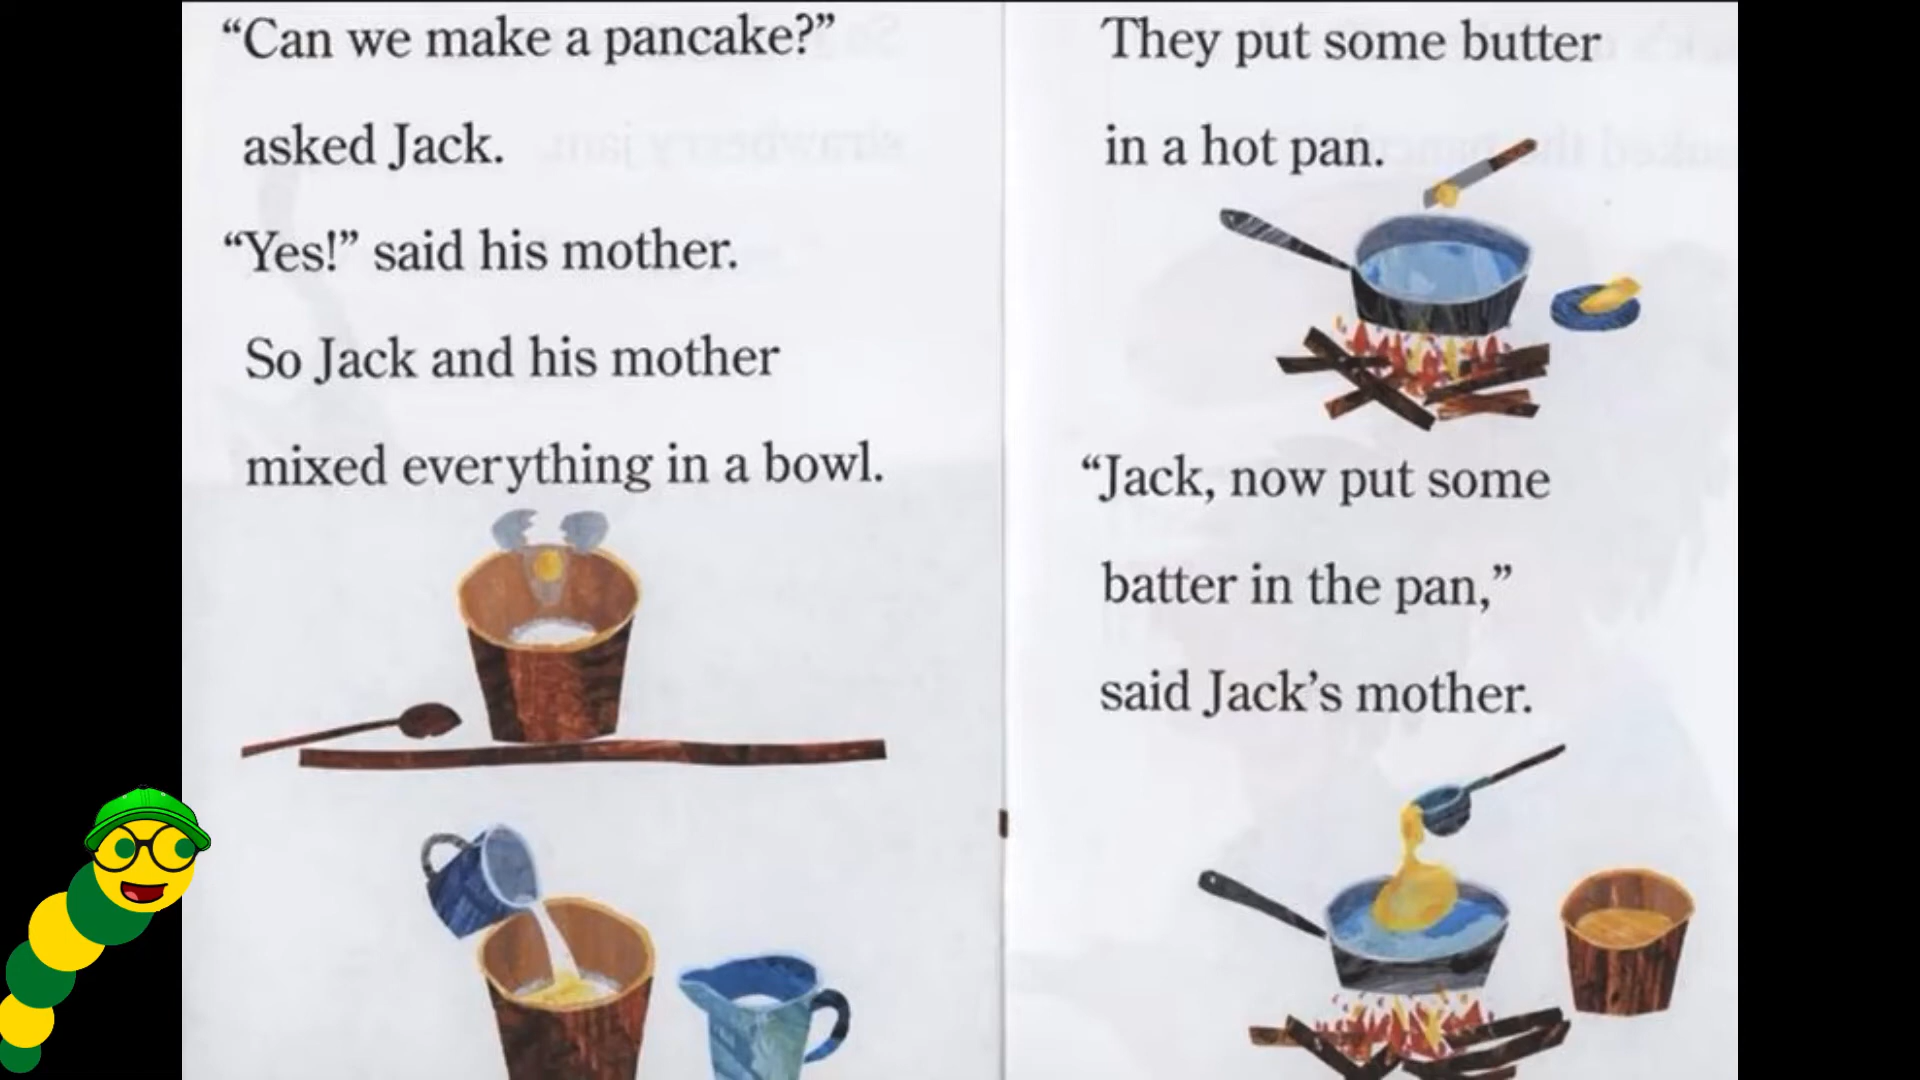 “Can we make a pancake?”
asked Jack.
“Yes!” said his mother.
So Jack and his mother
mixed everything in a bowl.
They put some butter
in a hot pan.
“Jack, now put some
batter in the pan,”
said Jack’s mother.